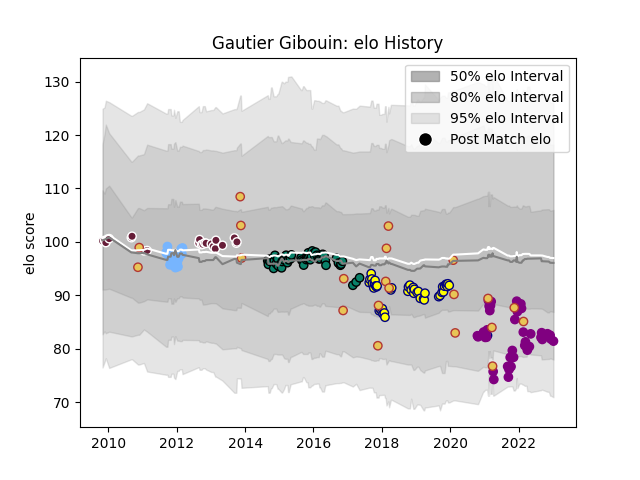 Gautier Gibouin: elo History
50% elo Interval
80% elo Interval
95% elo Interval
Post Match elo
elo score
130
120
110
100
90
80
70
2010
2012
2014
2016
2018
2020
2022